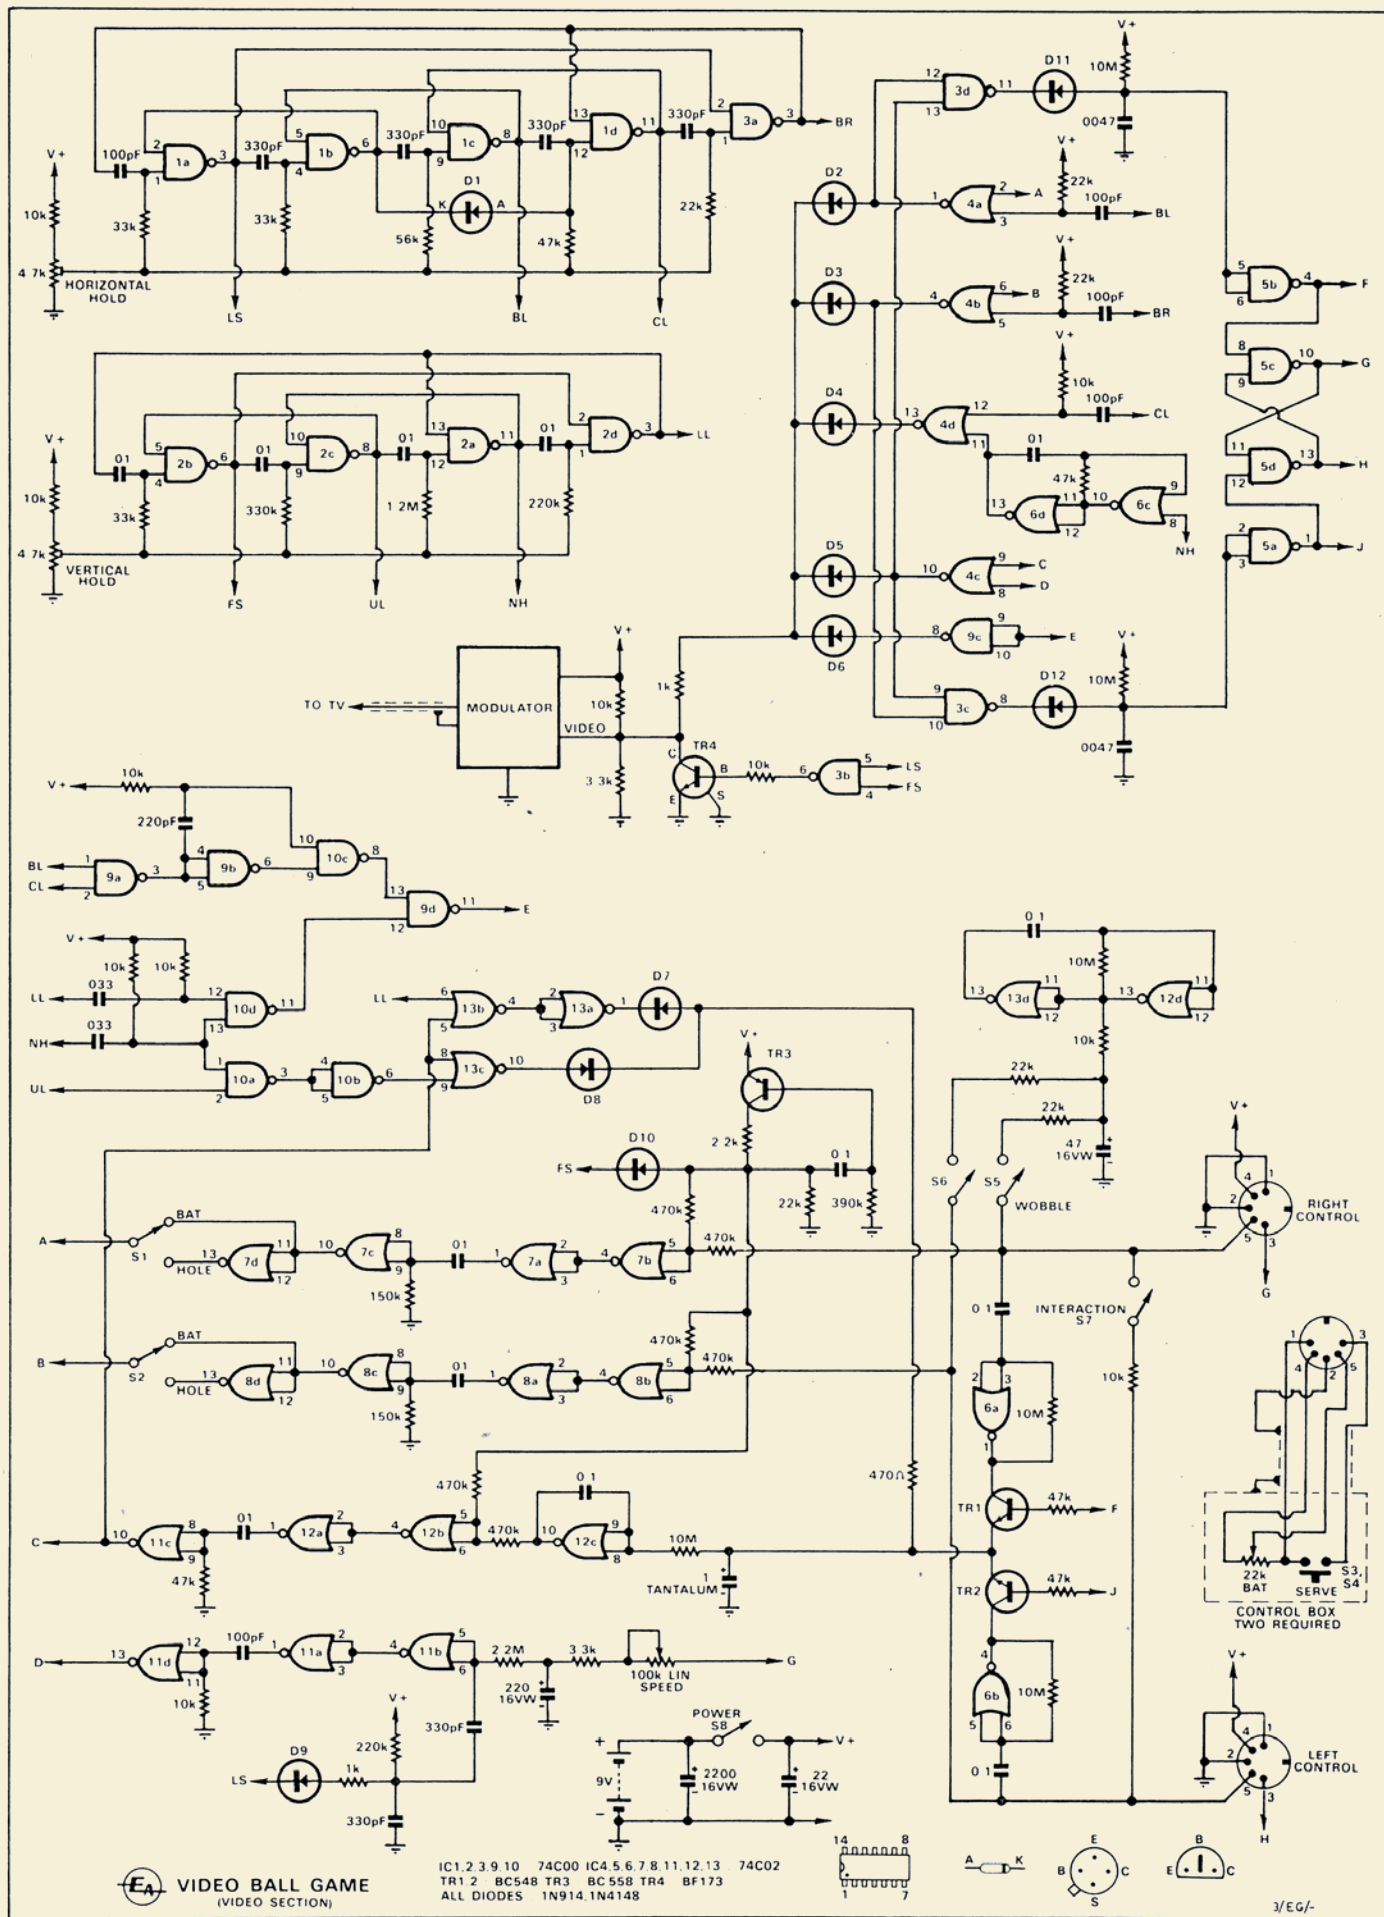 V+
D11
12
13
3d
11
10M
0047
BR
13
2
330pF
11
3a
3
1d
12
1
10
330pF
8
1c
9
5
330pF
6
1b
4
330pF
2
100pF
3
1a
1
V+
10k
33k
33k
K D1 A
56k
47k
22k
4 7k
HORIZONTAL
HOLD
LS
BL
CL
D2
1
4a
2
A
3
V+
22k
100pF
BL
D3
4
4b
6
B
5
V+
22k
100pF
BR
5
5b
4
F
6
8
5c
10
G
9
D4
13
4d
12
11
V+
10k
100pF
CL
01
47k
13
6d
11
12
10
6c
9
8
NH
11
5d
13
H
12
2
5a
1
J
3
V+
10k
01
5
2b
6
4
33k
01
10
2c
8
9
330k
01
13
2a
11
12
1 2M
01
2
2d
3
LL
1
220k
4 7k
VERTICAL
HOLD
FS
UL
NH
D5
10
4c
9
C
8
D
D6
8
9c
9
E
10
V+
10M
D12
9
3c
8
10
0047
TO TV
MODULATOR
VIDEO
V+
10k
1k
3 3k
C
TR4
B
E
S
10k
6
3b
5
LS
4
FS
V+
10k
220pF
BL
1
9a
3
CL
2
4
9b
6
5
10
10c
8
9
13
9d
11
E
12
V+
10k
10k
LL
033
12
10d
11
NH
033
13
UL
1
10a
3
2
4
10b
6
5
LL
6
13b
4
5
2
13a
1
3
D7
8
13c
10
9
D8
V+
TR3
2 2k
0 1
10M
13
13d
11
12
13
12d
11
12
10k
22k
22k
47
16VW
S6
S5
WOBBLE
D10
FS
470k
22k
0 1
390k
V+
4
1
2
5
3
RIGHT
CONTROL
G
A
S1
BAT
HOLE
13
7d
11
12
10
7c
8
9
150k
01
1
7a
2
3
4
7b
5
6
470k
0 1
INTERACTION
S7
10k
B
S2
BAT
HOLE
13
8d
11
12
10
8c
8
9
150k
01
1
8a
2
3
4
8b
5
6
470k
470k
2
3
6a
1
10M
1
3
4
2
5
470Ω
TR1
47k
F
TR2
47k
J
22k
BAT
SERVE
S3,
S4
CONTROL BOX
TWO REQUIRED
C
10
11c
8
9
47k
01
1
12a
2
3
4
12b
5
6
470k
470k
0 1
10
12c
9
8
10M
1
TANTALUM
D
13
11d
12
11
10k
100pF
1
11a
2
3
4
11b
5
6
2 2M
220
16VW
3 3k
100k LIN
SPEED
G
4
6b
5
6
10M
0 1
LS
D9
1k
V+
220k
330pF
330pF
POWER
S8
V+
+
9V
-
2200
16VW
22
16VW
V+
4
1
2
5
3
LEFT
CONTROL
H
EA
VIDEO BALL GAME
(VIDEO SECTION)
IC1,2,3,9,10 74C00 IC4,5,6,7,8,11,12,13 74C02
TR1,2 BC548 TR3 BC558 TR4 BF173
ALL DIODES 1N914,1N4148
14
8
1
7
A
K
E
B
C
S
B
E
C
3/EG/-